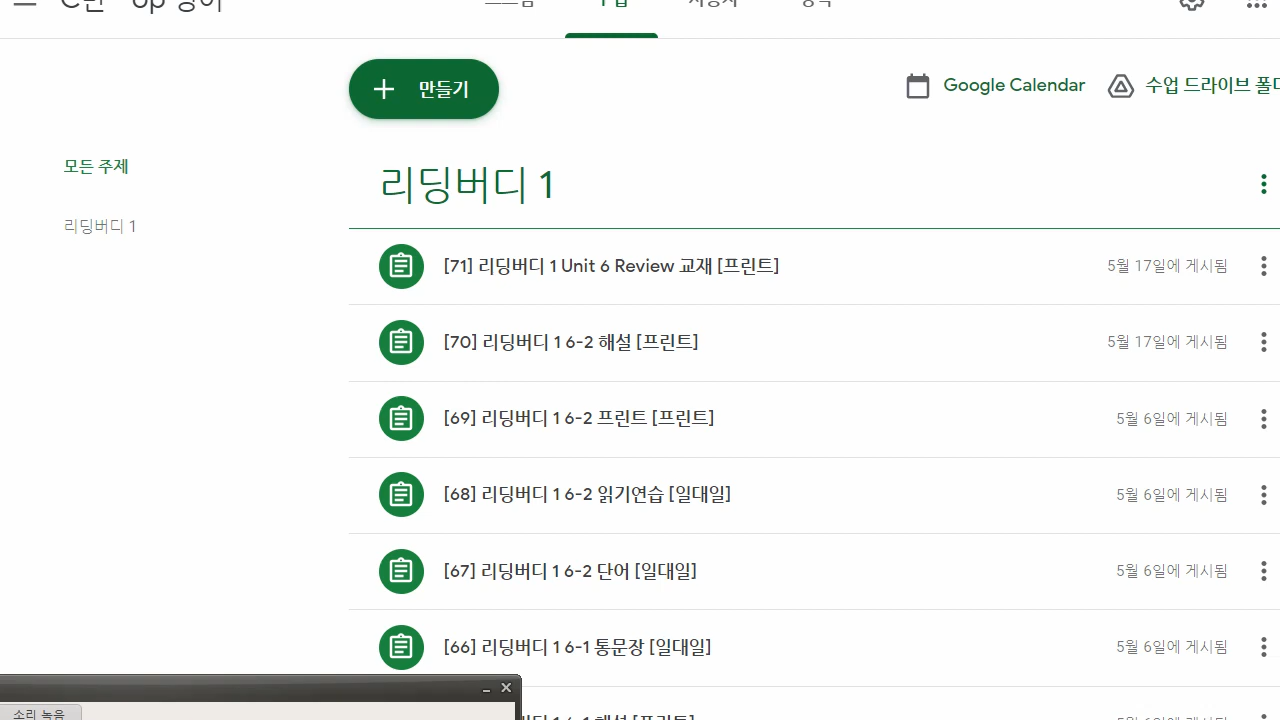 수업
만들기
Google Calendar
수업 드라이브
모든 주제
리딩버디 1
리딩버디 1
[71] 리딩버디 1 Unit 6 Review 교재 [프린트]
5월 17일에 게시됨
[70] 리딩버디 1 6-2 해설 [프린트]
5월 17일에 게시됨
[69] 리딩버디 1 6-2 프린트 [프린트]
5월 6일에 게시됨
[68] 리딩버디 1 6-2 읽기연습 [일대일]
5월 6일에 게시됨
[67] 리딩버디 1 6-2 단어 [일대일]
5월 6일에 게시됨
[66] 리딩버디 1 6-1 통문장 [일대일]
5월 6일에 게시됨
소리 녹음